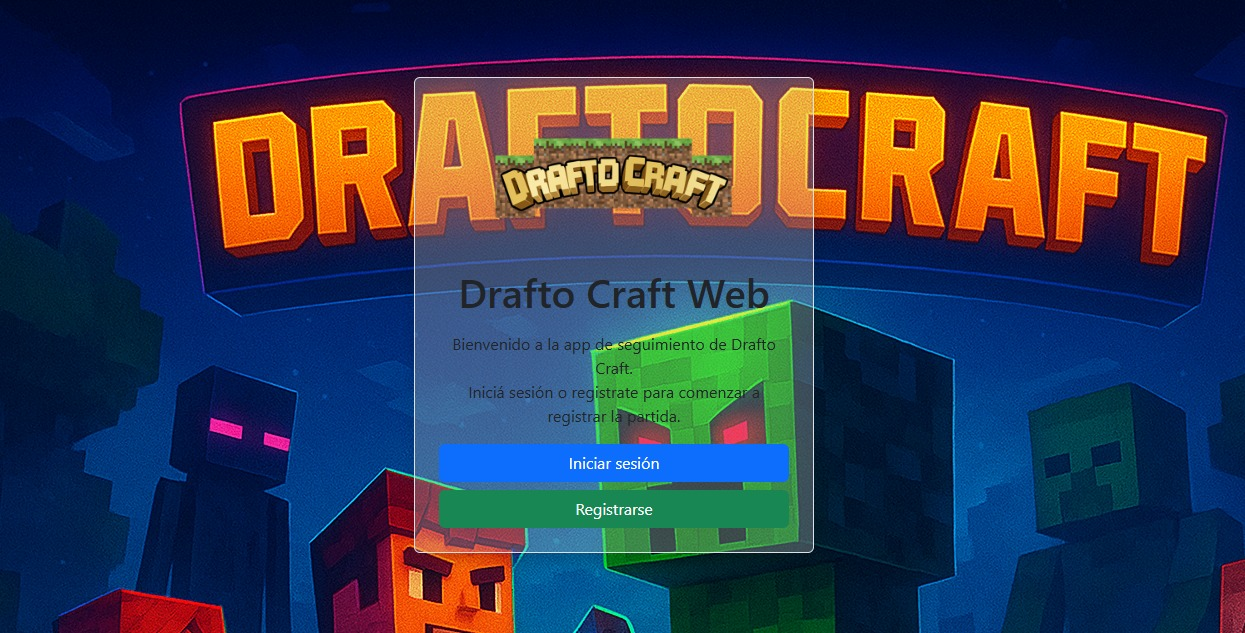 DRAFTOCRAFT
DRAFTO CRAFT
Drafto Craft Web
Bienvenido a la app de seguimiento de Drafto
Craft.
Iniciá sesión o registrate para comenzar a
registrar la partida.
Iniciar sesión
Registrarse